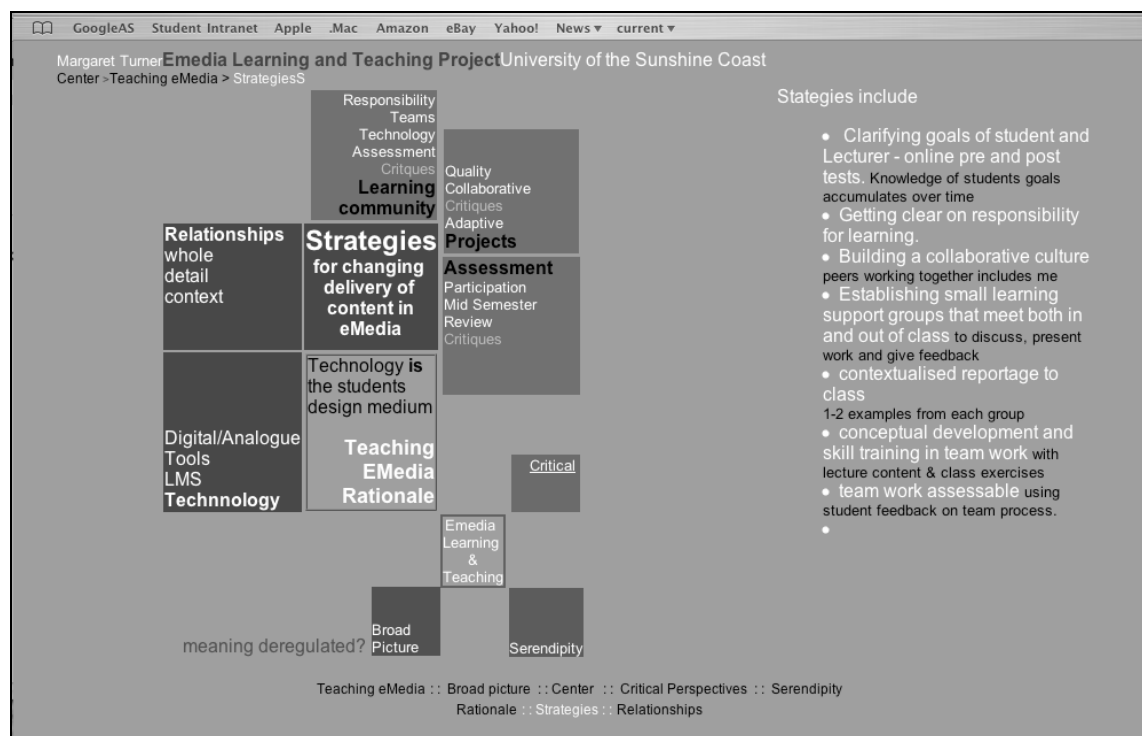 GoogleAS Student Intranet Apple .Mac Amazon eBay Yahoo! News ▾ current ▾
Margaret Turner Emedia Learning and Teaching Project University of the Sunshine Coast
Center > Teaching eMedia > StrategiesS
Responsibility
Teams
Technology
Assessment
Critques
Learning
community
Quality
Collaborative
Critiques
Adaptive
Projects
Relationships
whole
detail
context
Strategies
for changing
delivery of
content in
eMedia
Assessment
Participation
Mid Semester
Review
Critiques
Digital/Analogue
Tools
LMS
Technnology
Technology is
the students
design medium
Teaching
EMedia
Rationale
Critical
Emedia
Learning
&
Teaching
meaning deregulated?
Broad
Picture
Serendipity
Stategies include
• Clarifying goals of student and
Lecturer - online pre and post
tests. Knowledge of students goals
accumulates over time
• Getting clear on responsibility
for learning.
• Building a collaborative culture
peers working together includes me
• Establishing small learning
support groups that meet both in
and out of class to discuss, present
work and give feedback
• contextualised reportage to
class
1-2 examples from each group
• conceptual development and
skill training in team work with
lecture content & class exercises
• team work assessable using
student feedback on team process.
•
Teaching eMedia :: Broad picture :: Center :: Critical Perspectives :: Serendipity
Rationale :: Strategies :: Relationships